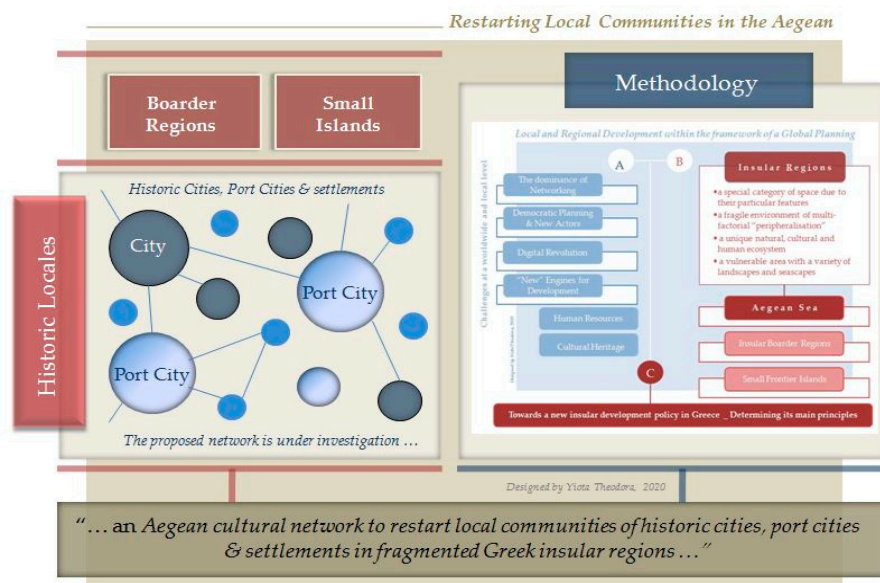 Restarting Local Communities in the Aegean
Boarder
Regions
Small
Islands
Methodology
Historic Locales
Historic Cities, Port Cities & settlements
City
Port City
Port City
The proposed network is under investigation …
Local and Regional Development within the framework of a Global Planning
A
B
Challenges at a worldwide and local level
The dominance of
Networking
Democratic Planning
& New Actors
Digital Revolution
"New" Engines for
Development
Human Resources
Cultural Heritage
Designed by Yiota Theodora, 2020
Insular Regions
•a special category of space due to
their particular features
•a fragile environment of multi-
factorial "peripheralisation"
•a unique natural, cultural and
human ecosystem
•a vulnerable area with a variety of
landscapes and seascapes
Aegean Sea
Insular Boarder Regions
Small Frontier Islands
C
Towards a new insular development policy in Greece _ Determining its main principles
Designed by Yiota Theodora, 2020
"… an Aegean cultural network to restart local communities of historic cities, port cities
& settlements in fragmented Greek insular regions …"